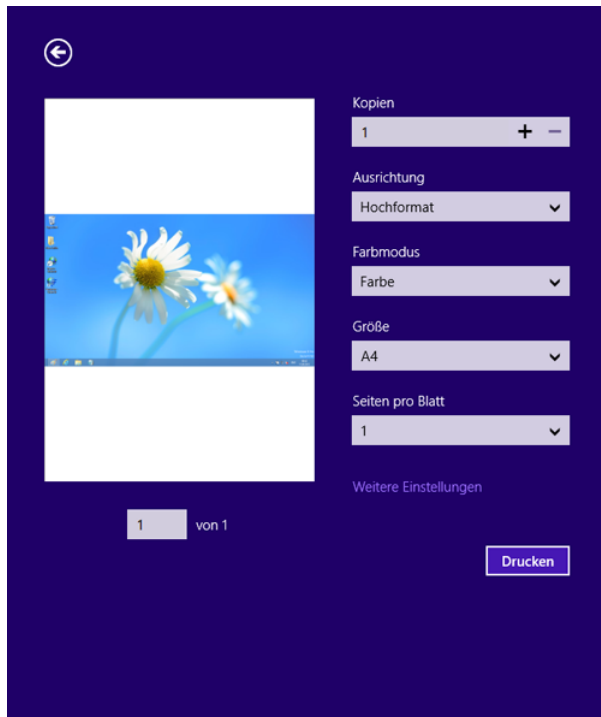 Kopien
1
Ausrichtung
Hochformat
Farbmodus
Farbe
Größe
A4
Seiten pro Blatt
1
Weitere Einstellungen
1 von 1
Drucken